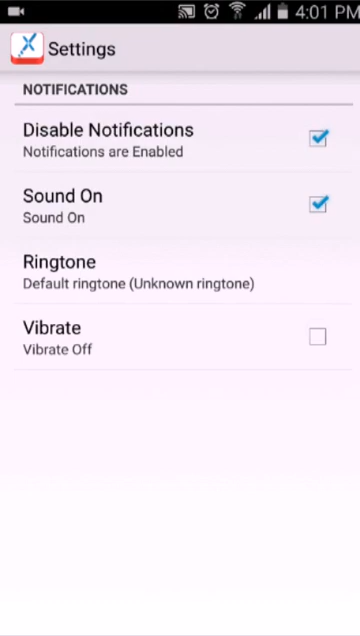 4:01 PM
Settings
NOTIFICATIONS
Disable Notifications
Notifications are Enabled
Sound On
Sound On
Ringtone
Default ringtone (Unknown ringtone)
Vibrate
Vibrate Off